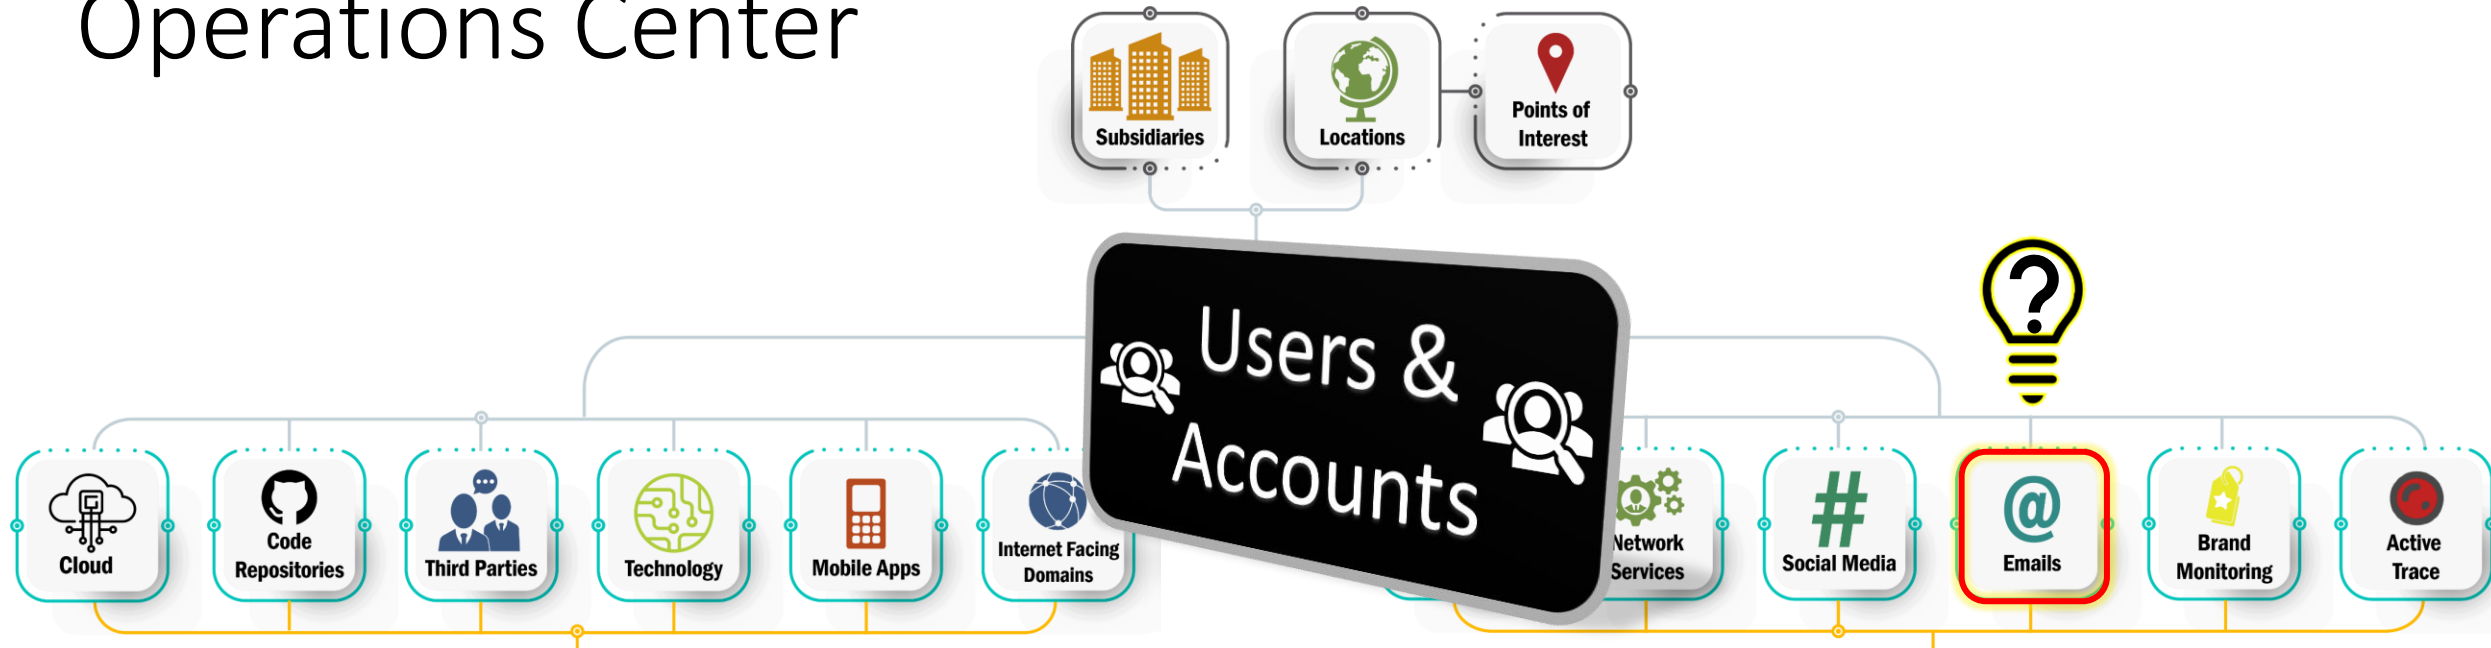 Operations Center
Subsidiaries
Locations
Points of
Interest
Users &
Accounts
?
Cloud
Code
Repositories
Third Parties
Technology
Mobile Apps
Internet Facing
Domains
Network
Services
#
Social Media
@
Emails
Brand
Monitoring
Active
Trace